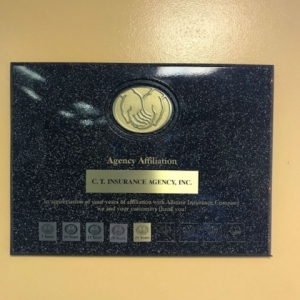 Agency Affiliation
C. T. INSURANCE AGENCY, INC.
In appreciation of your years of affiliation with Allstate Insurance Company
we and your customers thank you!